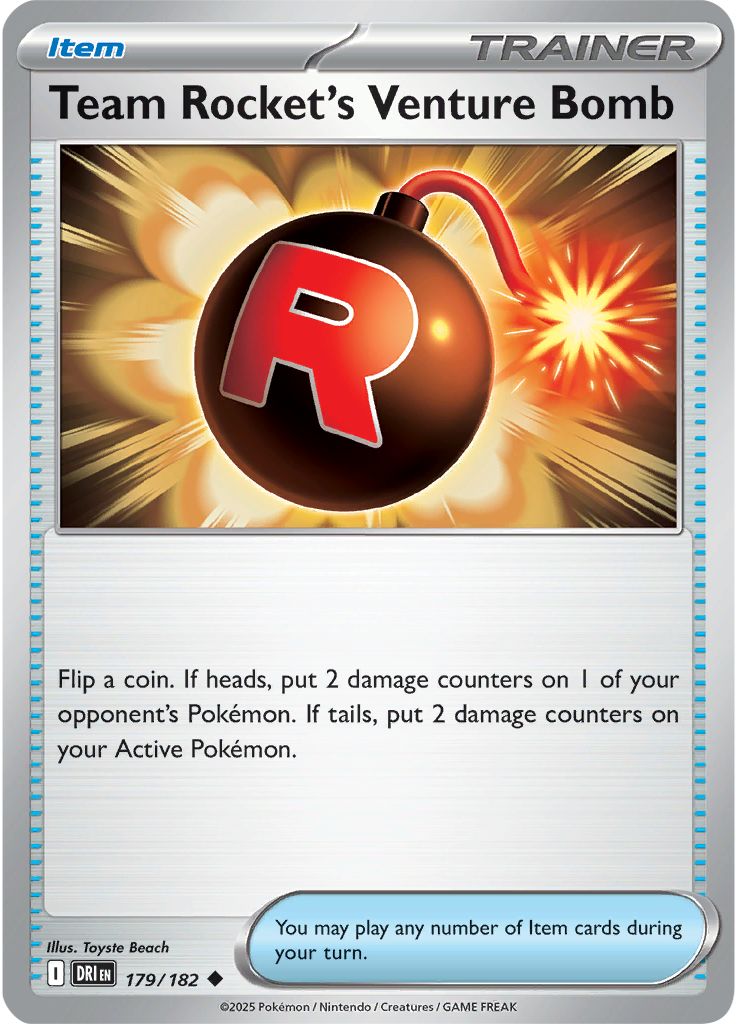 Item
TRAINER
Team Rocket's Venture Bomb
R
Flip a coin. If heads, put 2 damage counters on 1 of your
opponent's Pokémon. If tails, put 2 damage counters on
your Active Pokémon.
You may play any number of Item cards during
your turn.
Illus. Toyste Beach
I DRI EN 179/182 ◆
©2025 Pokémon / Nintendo / Creatures / GAME FREAK